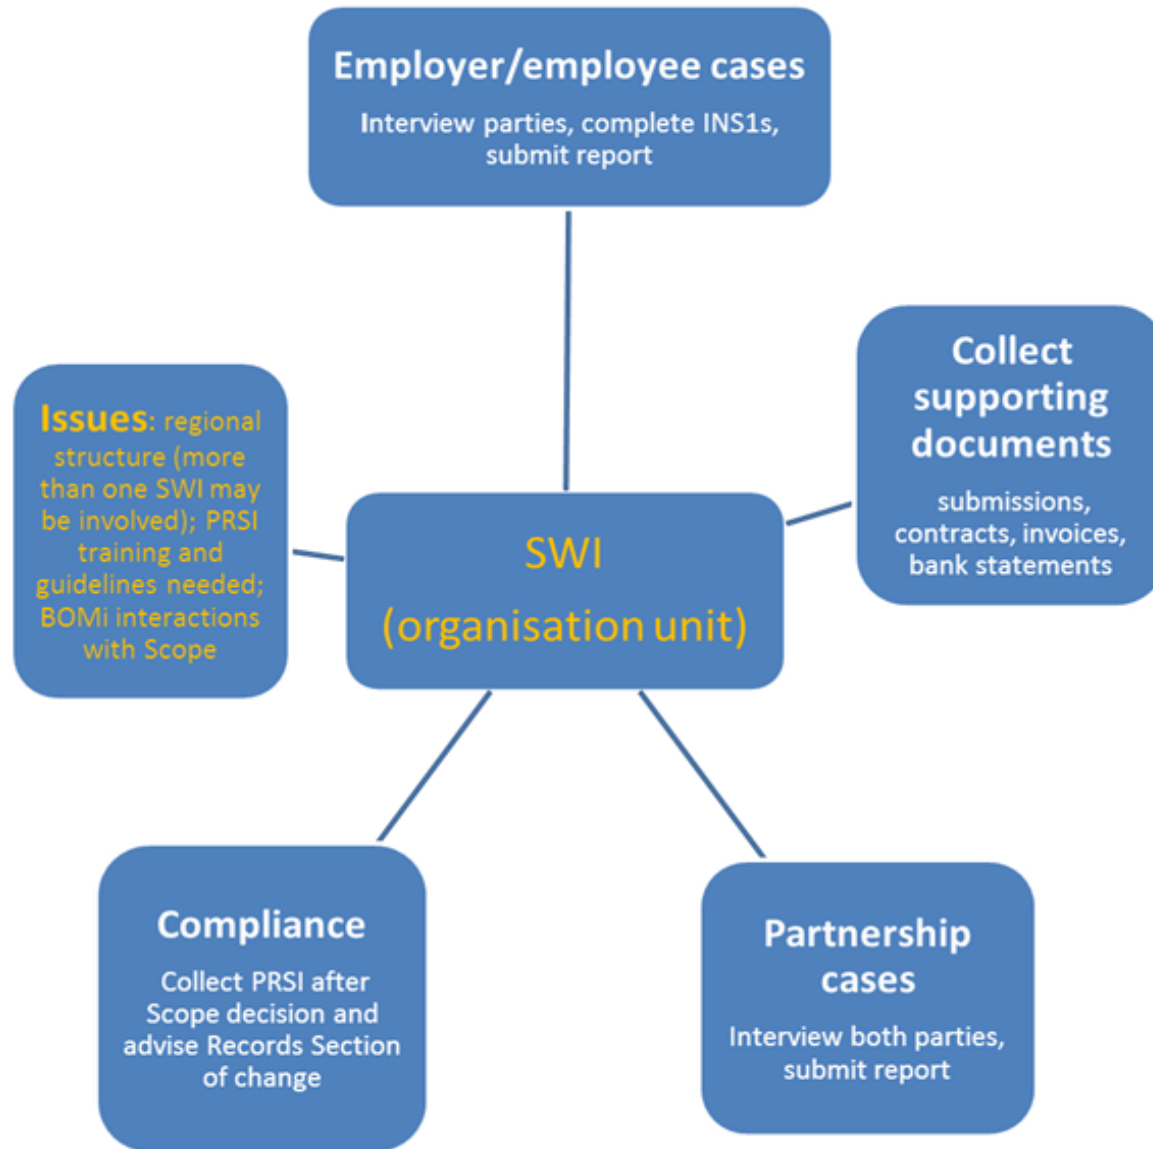 Employer/employee cases
Interview parties, complete INS1s,
submit report
Collect
supporting
documents
submissions,
contracts, invoices,
bank statements
Issues: regional
structure (more
than one SWI may
be involved); PRSI
training and
guidelines needed;
BOMi interactions
with Scope
SWI
(organisation unit)
Compliance
Collect PRSI after
Scope decision and
advise Records Section
of change
Partnership
cases
Interview both parties,
submit report